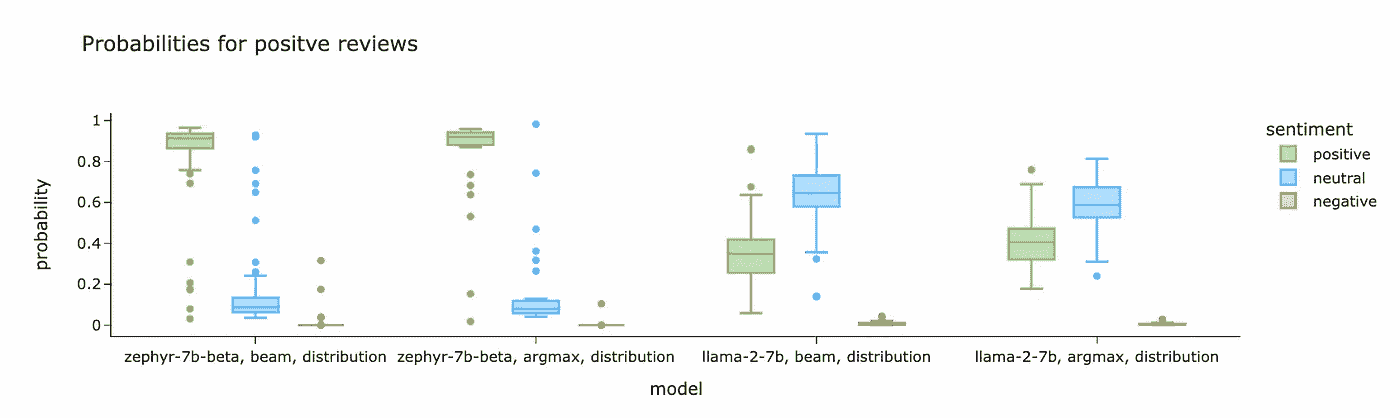 Probabilities for positve reviews
1
0.8
0.6
0.4
0.2
0
probability
zephyr-7b-beta, beam, distribution
zephyr-7b-beta, argmax, distribution
llama-2-7b, beam, distribution
llama-2-7b, argmax, distribution
model
sentiment
positive
neutral
negative